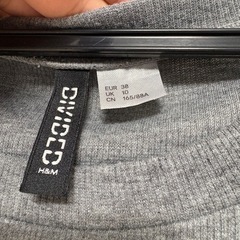 DIVIDED
H&M
EUR 38
UK 10
CN 165/88A